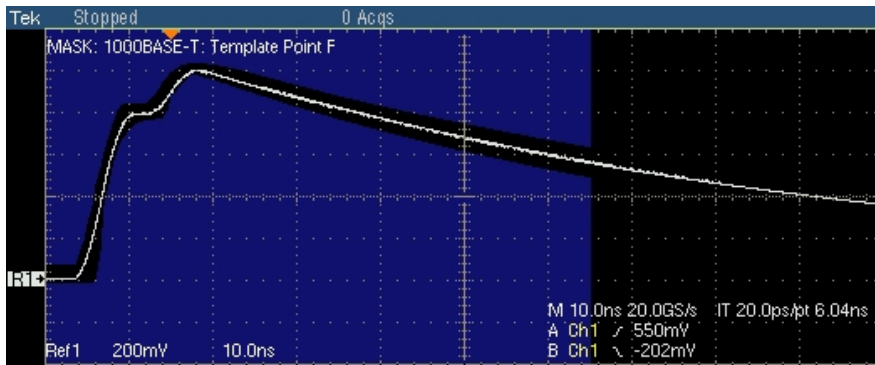 Tek Stopped 0 Acqs
MASK: 1000BASE-T: Template Point F
R1
M 10.0ns 20.0GS/s IT 20.0ps/pt 6.04ns
A Ch1 / 550mV
B Ch1 \ -202mV
Ref1 200mV 10.0ns